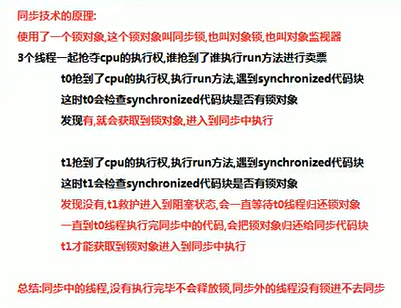 同步技术的原理:
使用了一个锁对象,这个锁对象叫同步锁,也叫对象锁,也叫对象监视器
3个线程一起抢夺cpu的执行权,谁抢到了谁执行run方法进行卖票
t0抢到了cpu的执行权,执行run方法,遇到synchronized代码块
这时t0会检查synchronized代码块是否有锁对象
发现有,就会获取到锁对象,进入到同步中执行
t1抢到了cpu的执行权,执行run方法,遇到synchronized代码块
这时t1会检查synchronized代码块是否有锁对象
发现没有,t1救护进入到阻塞状态,会一直等待t0线程归还锁对象
一直到t0线程执行完同步中的代码,会把锁对象归还给同步代码块
t1才能获取到锁对象进入到同步中执行
总结:同步中的线程,没有执行完毕不会释放锁,同步外的线程没有锁进不去同步